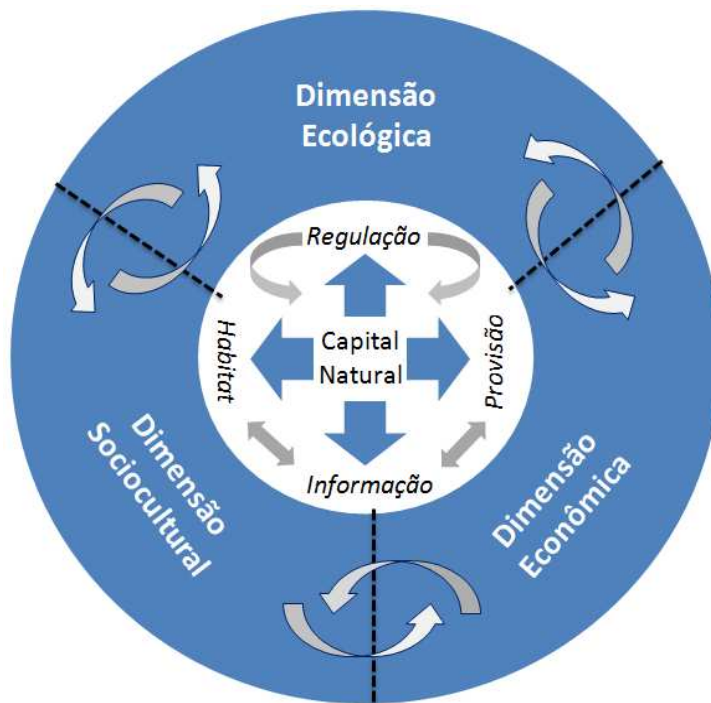 Dimensão
Ecológica
Regulação
Habitat
Capital
Natural
Provisão
Informação
Dimensão
Sociocultural
Dimensão
Econômica